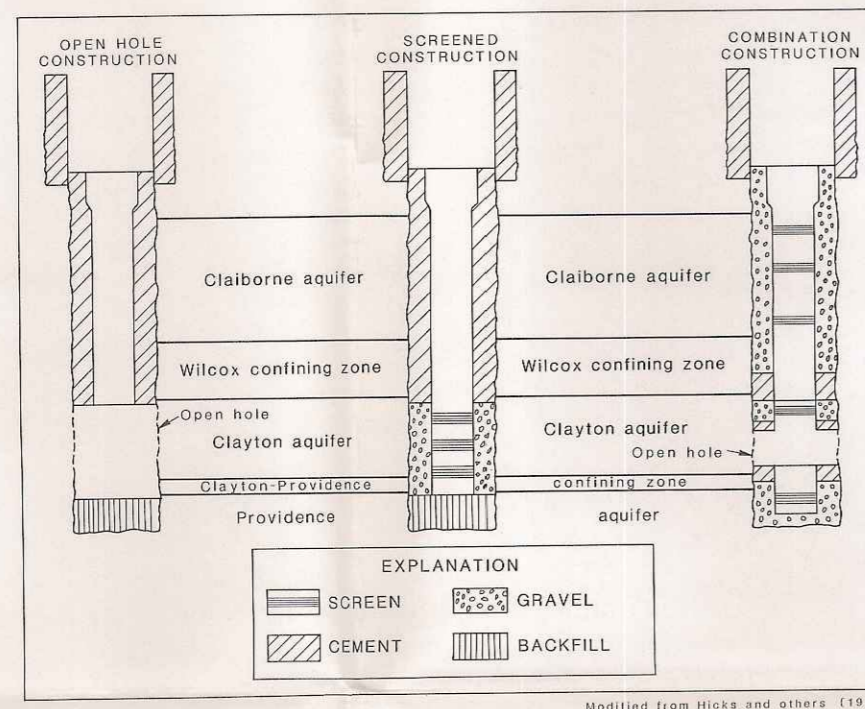 OPEN HOLE
CONSTRUCTION
SCREENED
CONSTRUCTION
COMBINATION
CONSTRUCTION
Claiborne aquifer
Claiborne aquifer
Wilcox confining zone
Wilcox confining zone
Open hole
Clayton aquifer
Clayton aquifer
Open hole
Clayton-Providence
confining zone
Providence
aquifer
EXPLANATION
SCREEN
GRAVEL
CEMENT
BACKFILL
Modified from Hicks and others (19